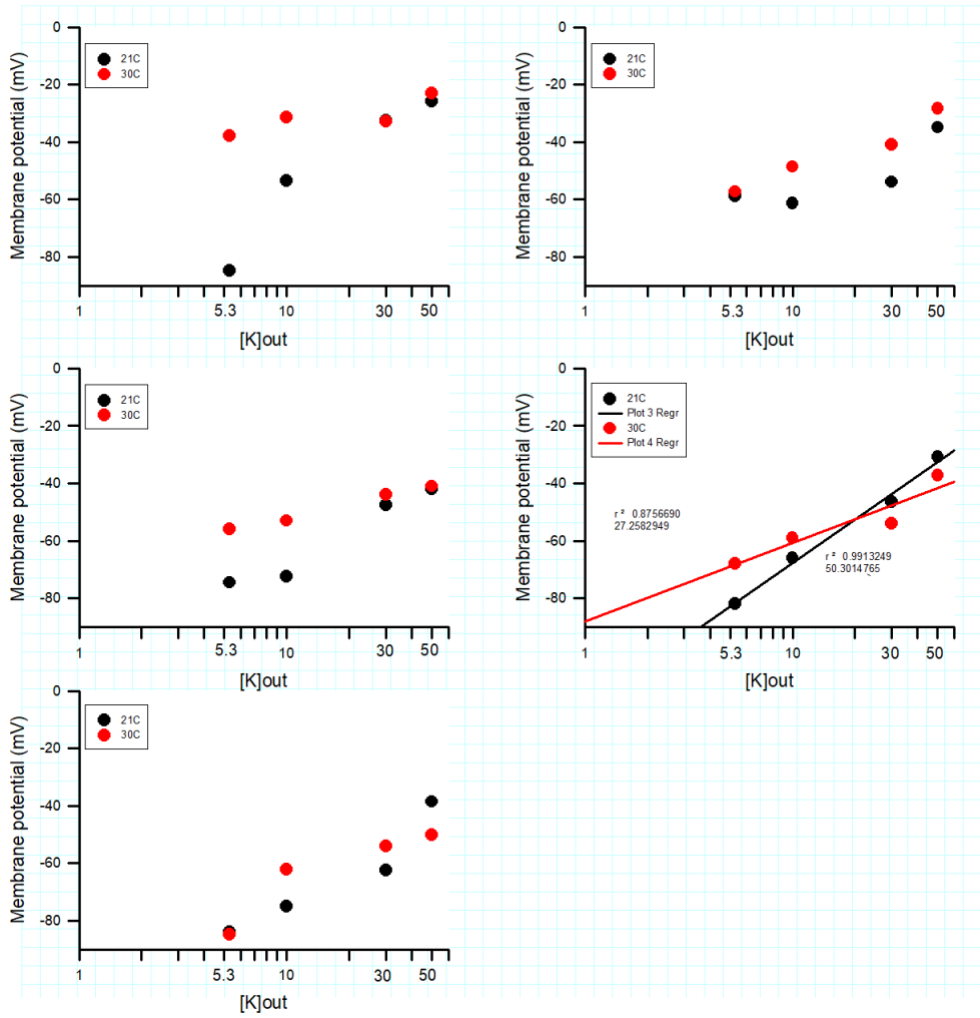 0
-20
-40
-60
-80
Membrane potential (mV)
21C
30C
1
5.3
10
30
50
[K]out
0
-20
-40
-60
-80
Membrane potential (mV)
21C
30C
1
5.3
10
30
50
[K]out
0
-20
-40
-60
-80
Membrane potential (mV)
21C
30C
1
5.3
10
30
50
[K]out
0
-20
-40
-60
-80
Membrane potential (mV)
21C
Plot 3 Regr
30C
Plot 4 Regr
r ² 0.8756690
27.2582949
r ² 0.9913249
50.3014765
1
5.3
10
30
50
[K]out
0
-20
-40
-60
-80
Membrane potential (mV)
21C
30C
1
5.3
10
30
50
[K]out